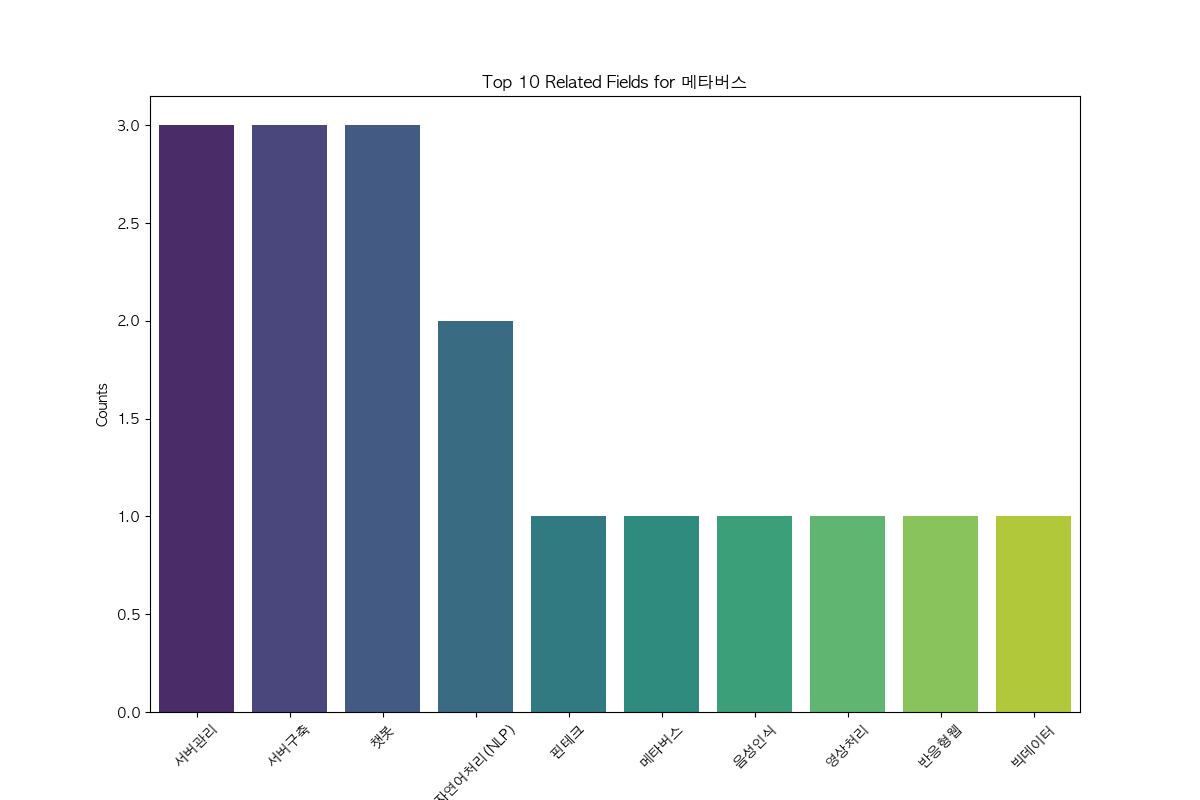 Top 10 Related Fields for 메타버스
Counts
3.0
2.5
2.0
1.5
1.0
0.5
0.0
서버관리
서버구축
챗봇
자연어처리(NLP)
핀테크
메타버스
음성인식
영상처리
반응형웹
빅데이터